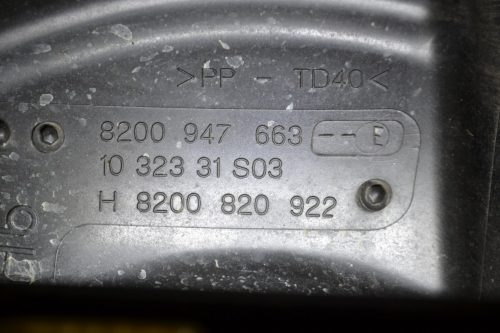 >PP - TD40<
8200 947 663 -- E
10 323 31 S03
H 8200 820 922